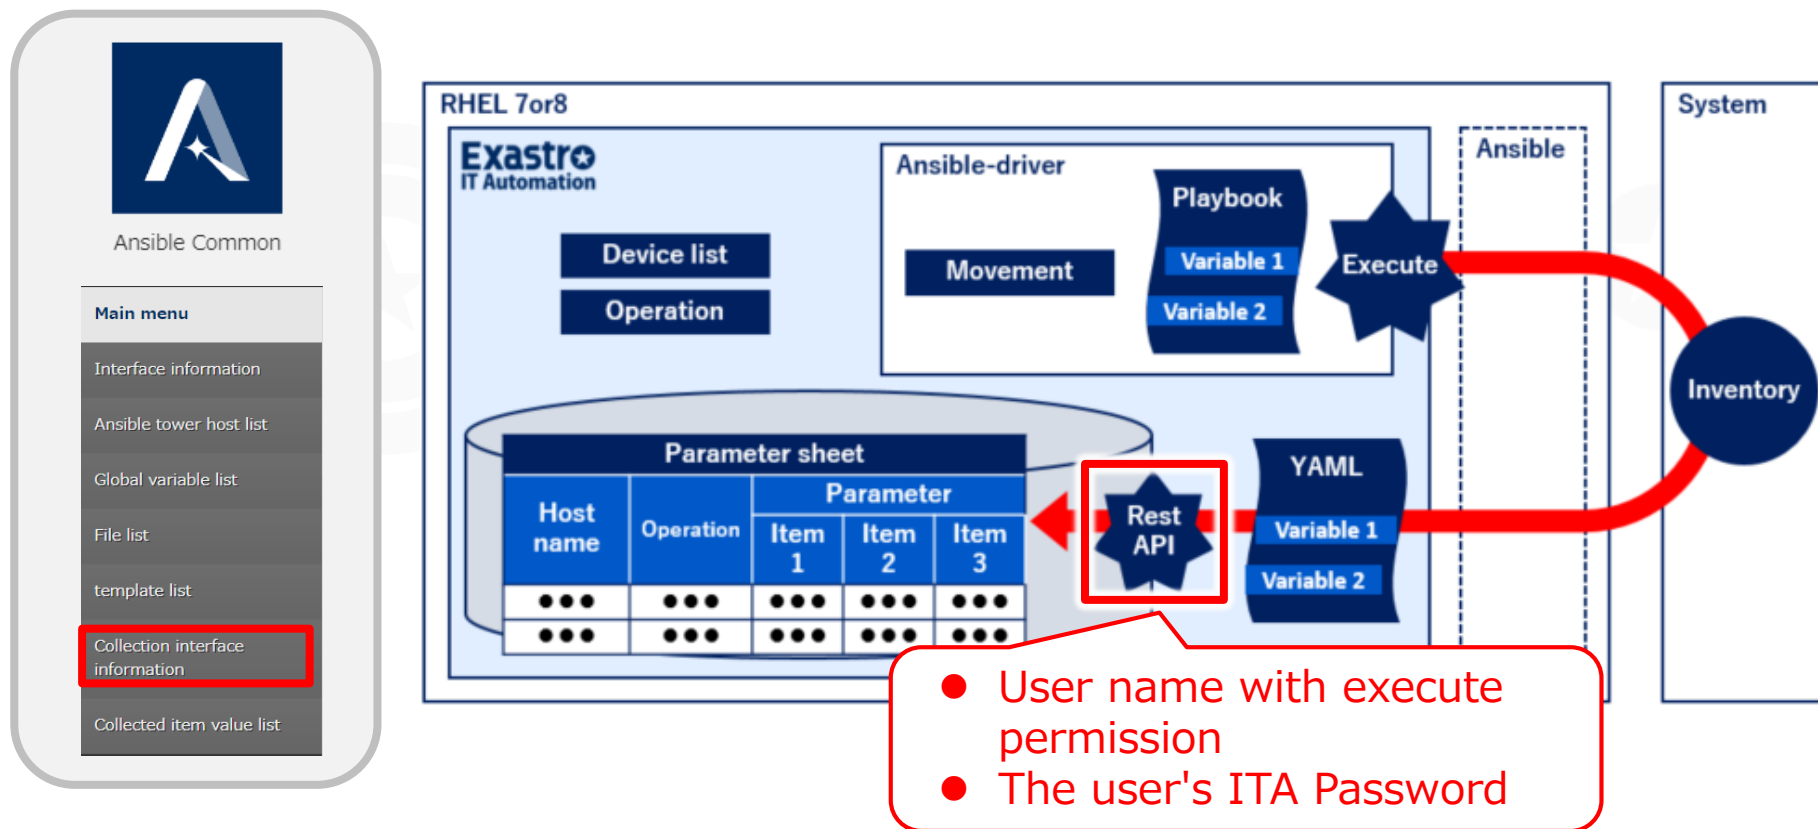 Ansible Common
Main menu
Interface information
Ansible tower host list
Global variable list
File list
template list
Collection interface
information
Collected item value list
RHEL 7or8
Exastro
IT Automation
Device list
Operation
Ansible-driver
Movement
Playbook
Variable 1
Variable 2
Execute
Ansible
System
Inventory
Parameter sheet
Host
name
Operation
Parameter
Item
1
Item
2
Item
3
●●● ●●● ●●● ●●● ●●●
●●● ●●● ●●● ●●● ●●●
Rest
API
YAML
Variable 1
Variable 2
● User name with execute
permission
● The user's ITA Password